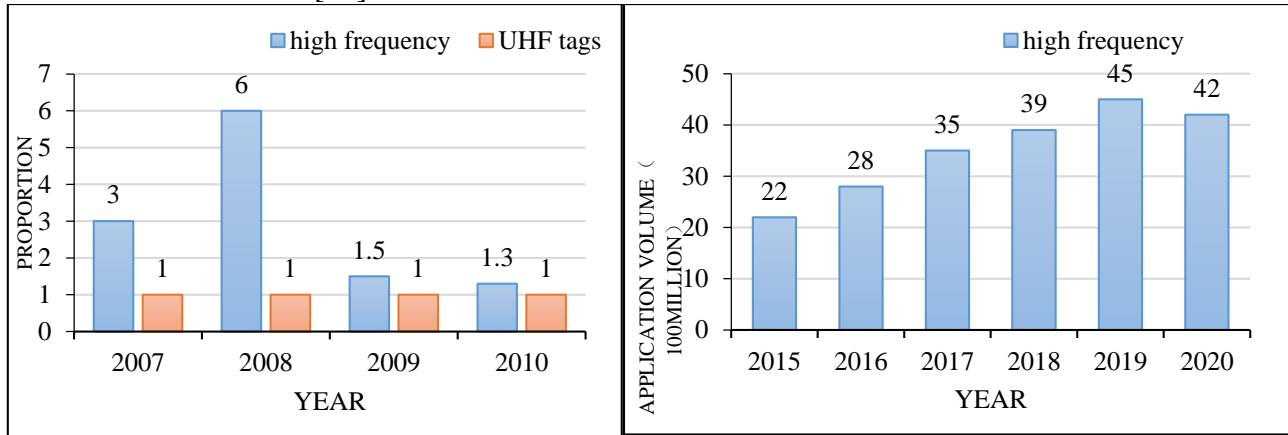 high frequency UHF tags
7
6
5
4
3
2
1
0
PROPORTION
3 1 6 1 1.5 1 1.3 1
2007 2008 2009 2010
YEAR
high frequency
50
40
30
20
10
0
APPLICATION VOLUME（
100MILLION）
22 28 35 39 45 42
2015 2016 2017 2018 2019 2020
YEAR